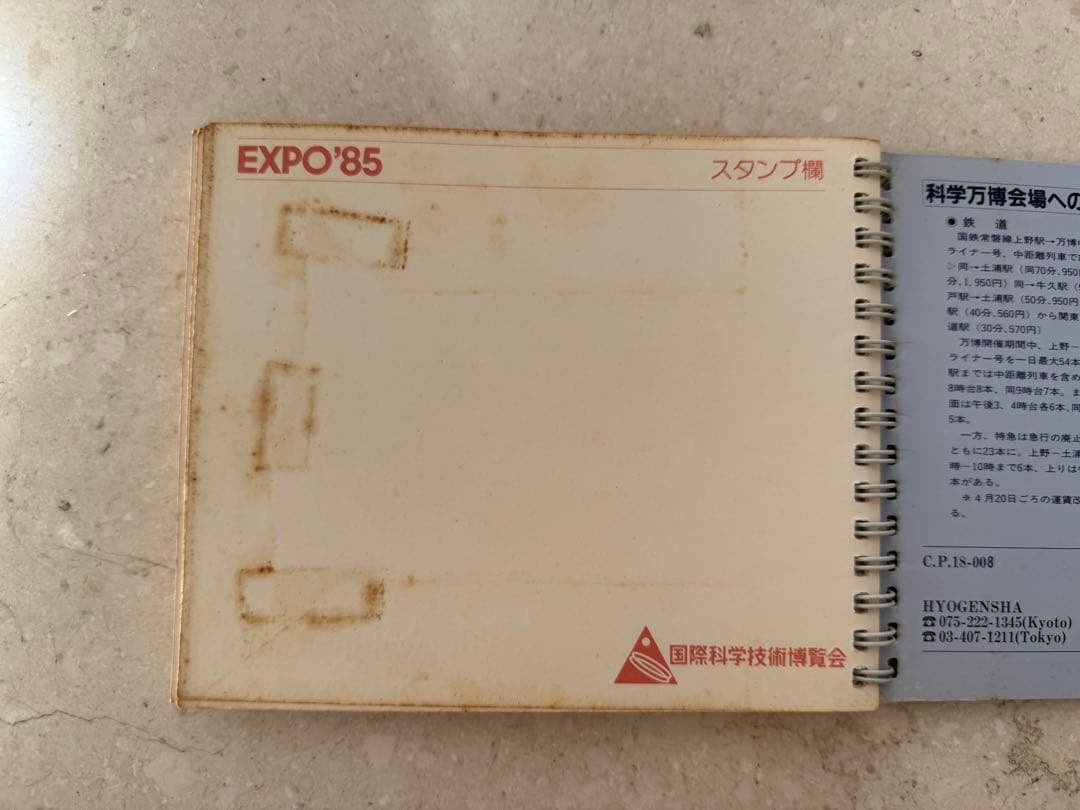 EXPO'85
スタンプ欄
国際科学技術博覧会
科学万博会場への
◉ 鉄　道
国鉄常磐線上野駅→万博中
ライナー号、中距離列車で
▷同→土浦駅（同70分、950円
分、1,950円）同→牛久駅（
戸駅→土浦駅（50分、950円
駅（40分、560円）から関東
道駅（30分、570円）
万博開催期間中、上野－
ライナー号を一日最大54本
駅までは中距離列車を含め
8時台8本、同9時台7本。ま
面は午後3、4時台各6本、同
5本。
一方、特急は急行の廃止
ともに23本に。上野－土浦
時－10時まで6本、上りは
本がある。
※４月20日ごろの運賃改
る。
C.P.18-008
HYOGENSHA
☎075-222-1345(Kyoto)
☎03-407-1211(Tokyo)